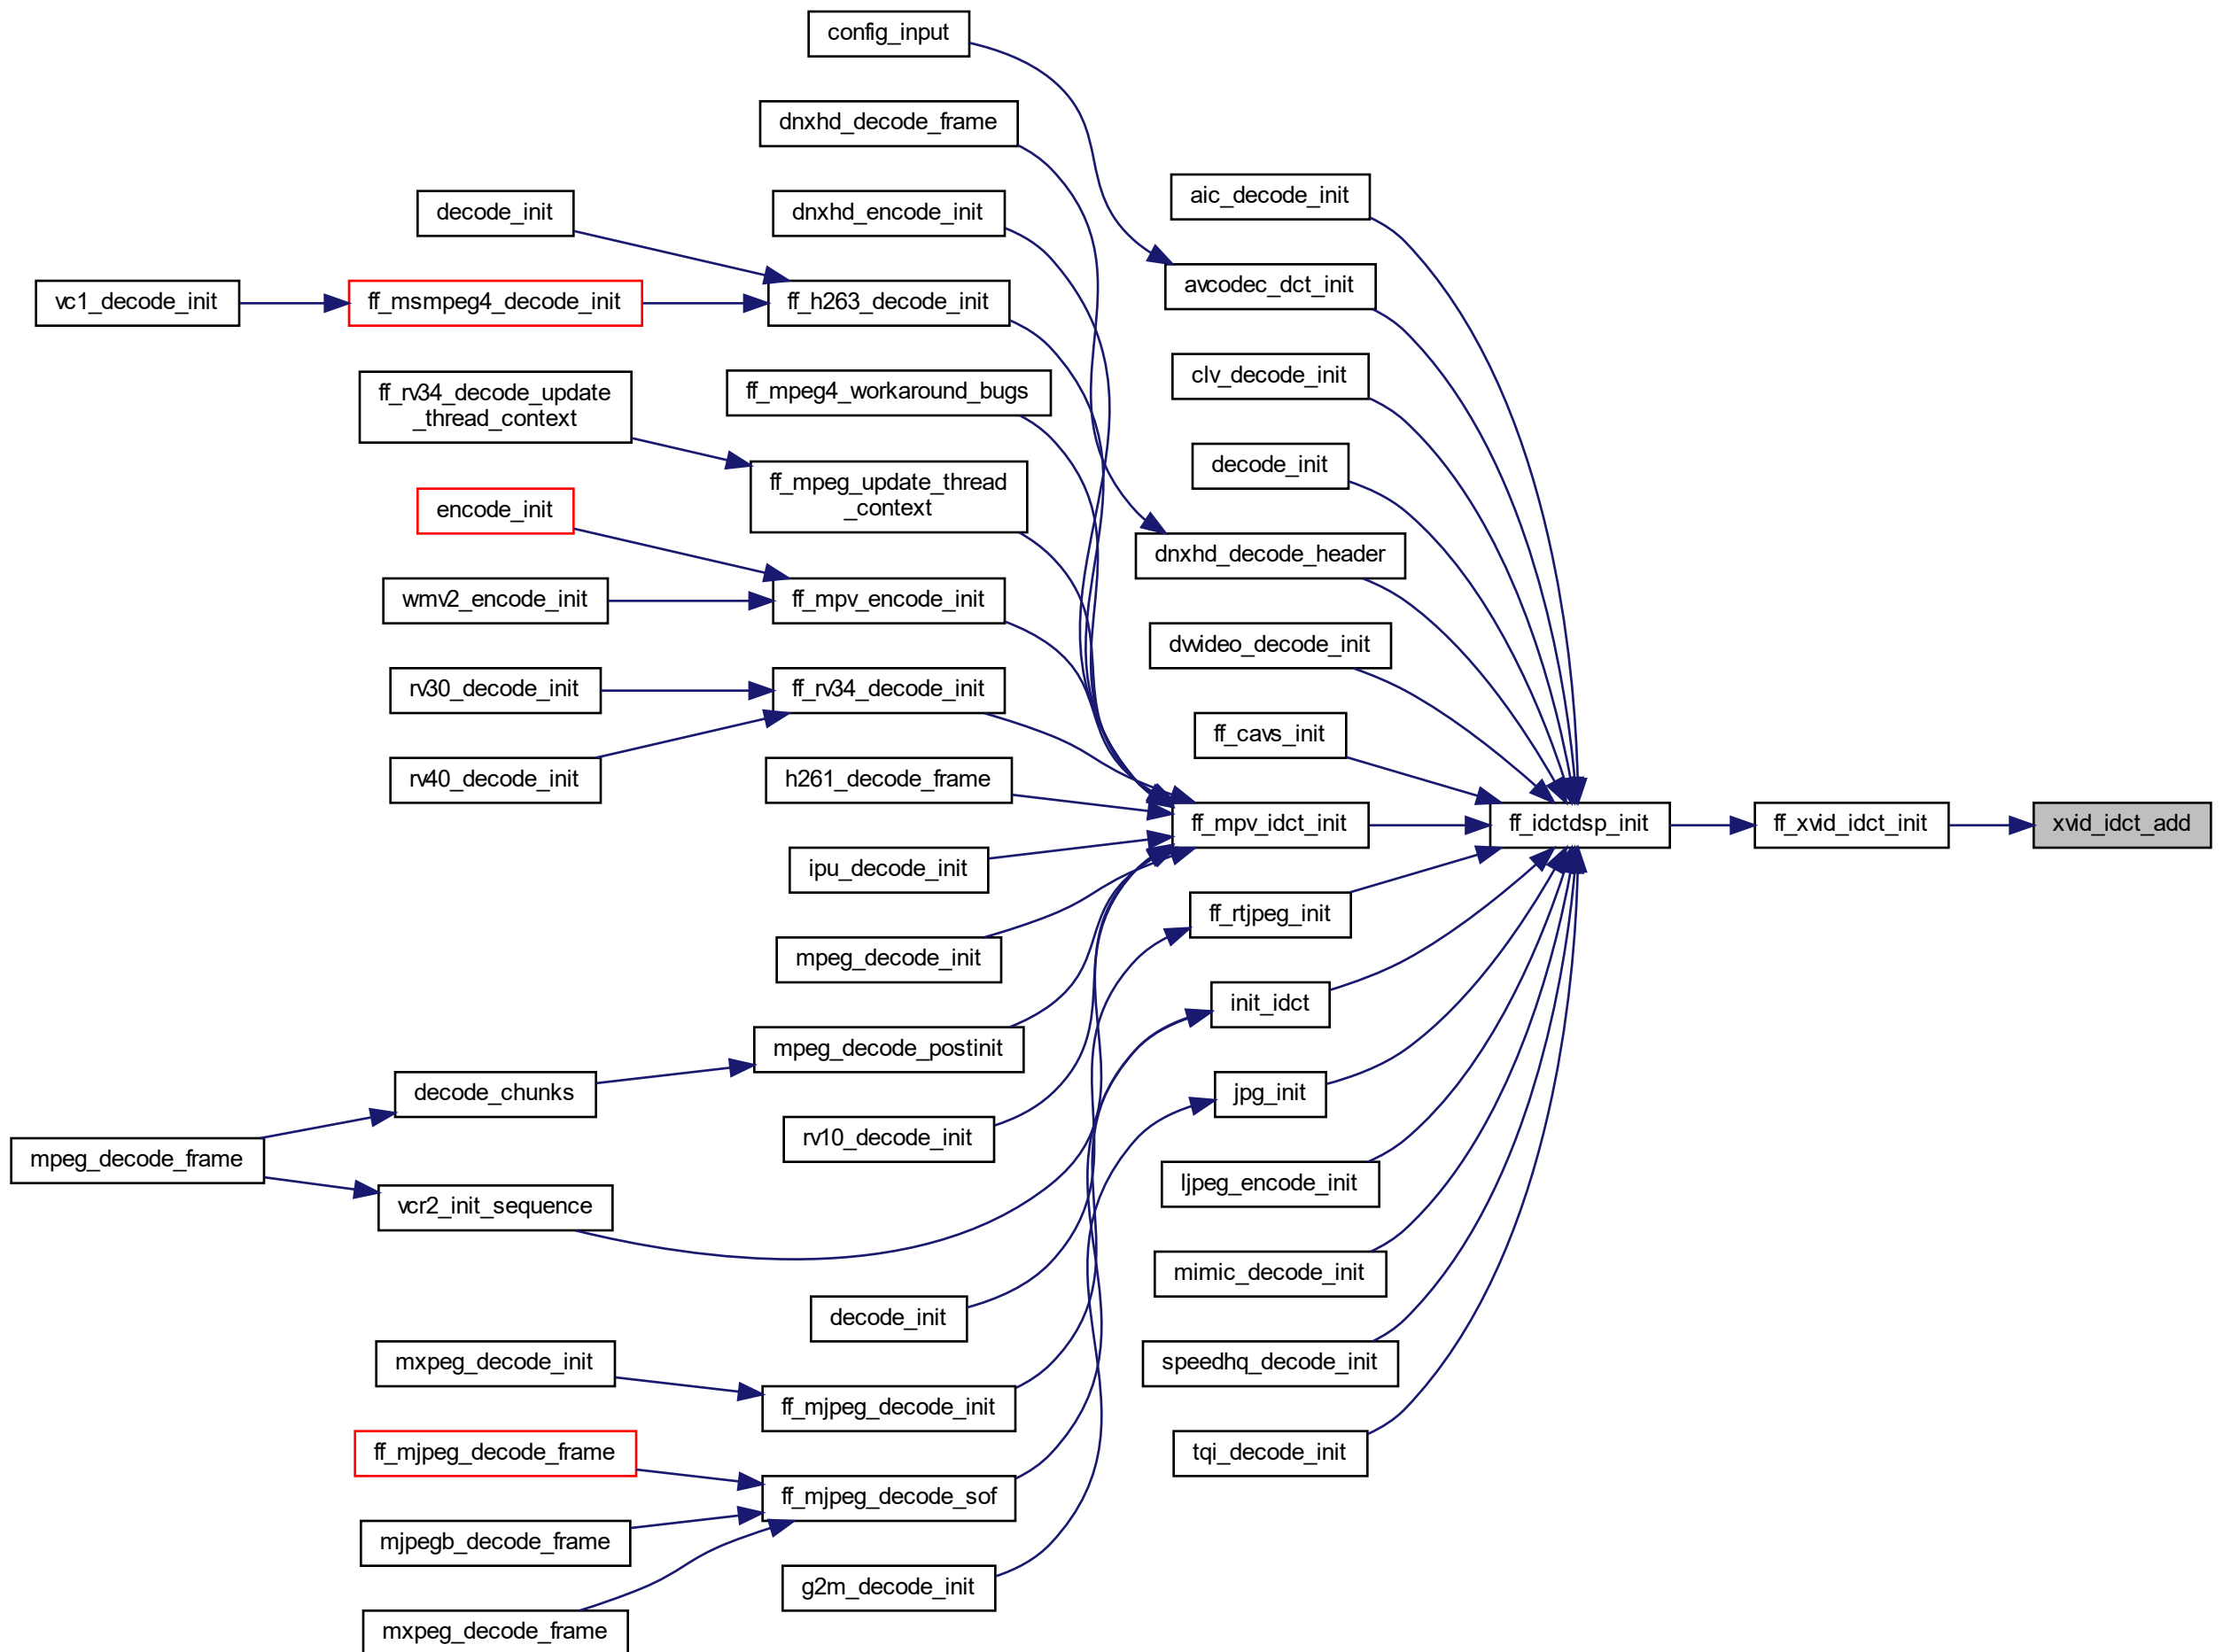 config_input
dnxhd_decode_frame
aic_decode_init
decode_init
dnxhd_encode_init
avcodec_dct_init
vc1_decode_init
ff_msmpeg4_decode_init
ff_h263_decode_init
clv_decode_init
ff_rv34_decode_update
_thread_context
ff_mpeg4_workaround_bugs
decode_init
ff_mpeg_update_thread
_context
encode_init
dnxhd_decode_header
wmv2_encode_init
ff_mpv_encode_init
dwideo_decode_init
rv30_decode_init
ff_rv34_decode_init
ff_cavs_init
rv40_decode_init
h261_decode_frame
ff_mpv_idct_init
ff_idctdsp_init
ff_xvid_idct_init
xvid_idct_add
ipu_decode_init
ff_rtjpeg_init
mpeg_decode_init
init_idct
mpeg_decode_postinit
decode_chunks
jpg_init
rv10_decode_init
mpeg_decode_frame
ljpeg_encode_init
vcr2_init_sequence
mimic_decode_init
decode_init
mxpeg_decode_init
speedhq_decode_init
ff_mjpeg_decode_init
ff_mjpeg_decode_frame
tqi_decode_init
ff_mjpeg_decode_sof
mjpegb_decode_frame
g2m_decode_init
mxpeg_decode_frame